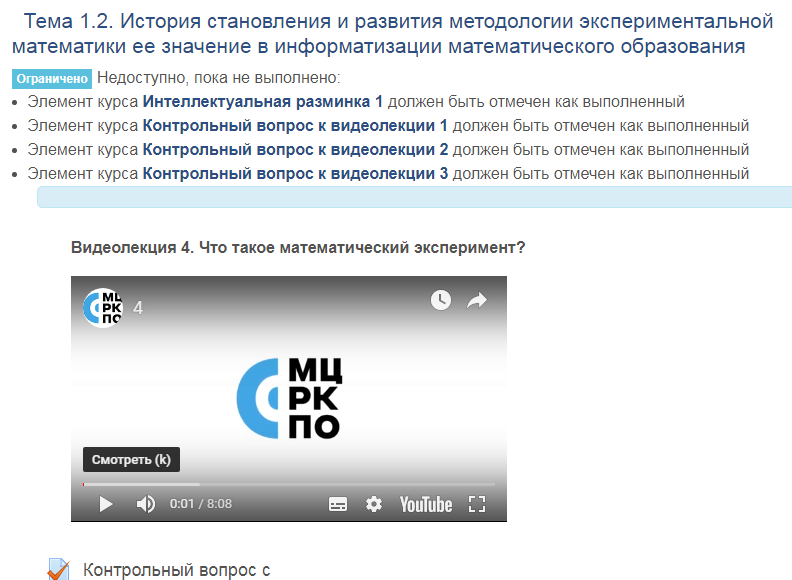 Тема 1.2. История становления и развития методологии экспериментальной
математики ее значение в информатизации математического образования
Ограничено Недоступно, пока не выполнено:
Элемент курса Интеллектуальная разминка 1 должен быть отмечен как выполненный
Элемент курса Контрольный вопрос к видеолекции 1 должен быть отмечен как выполненный
Элемент курса Контрольный вопрос к видеолекции 2 должен быть отмечен как выполненный
Элемент курса Контрольный вопрос к видеолекции 3 должен быть отмечен как выполненный
Видеолекция 4. Что такое математический эксперимент?
МЦ
РК
ПО
4
МЦ
РК
ПО
Смотреть (k)
0:01 / 8:08
YouTube
Контрольный вопрос с